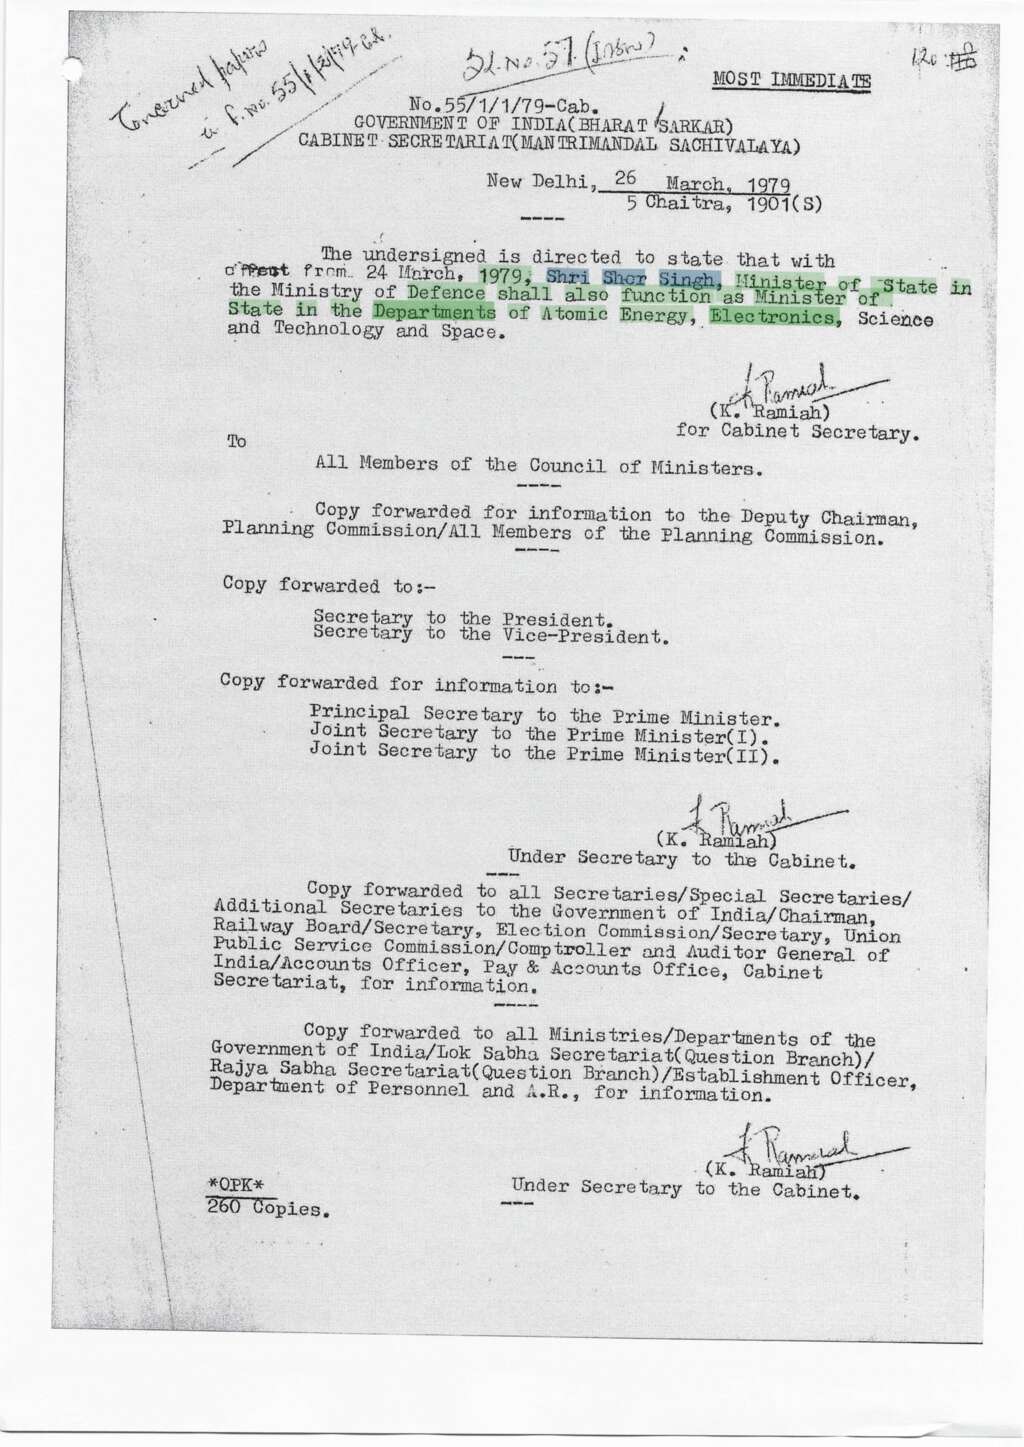 Concerned papers
in f. No. 55/1/2/79-Cab.
Sl. No. 57. (Issue)
120
MOST IMMEDIATE
No.55/1/1/79-Cab.
GOVERNMENT OF INDIA(BHARAT SARKAR)
CABINET SECRETARIAT(MANTRIMANDAL SACHIVALAYA)
New Delhi, 26 March, 1979
5 Chaitra, 1901(S)
The undersigned is directed to state that with
effect from 24 March, 1979, Shri Sher Singh, Minister of State in
the Ministry of Defence shall also function as Minister of
State in the Departments of Atomic Energy, Electronics, Science
and Technology and Space.
K Ramiah
(K. Ramiah)
for Cabinet Secretary.
To
All Members of the Council of Ministers.
Copy forwarded for information to the Deputy Chairman,
Planning Commission/All Members of the Planning Commission.
Copy forwarded to:-
Secretary to the President.
Secretary to the Vice-President.
Copy forwarded for information to:-
Principal Secretary to the Prime Minister.
Joint Secretary to the Prime Minister(I).
Joint Secretary to the Prime Minister(II).
K Ramiah
(K. Ramiah)
Under Secretary to the Cabinet.
Copy forwarded to all Secretaries/Special Secretaries/
Additional Secretaries to the Government of India/Chairman,
Railway Board/Secretary, Election Commission/Secretary, Union
Public Service Commission/Comptroller and Auditor General of
India/Accounts Officer, Pay & Accounts Office, Cabinet
Secretariat, for information.
Copy forwarded to all Ministries/Departments of the
Government of India/Lok Sabha Secretariat(Question Branch)/
Rajya Sabha Secretariat(Question Branch)/Establishment Officer,
Department of Personnel and A.R., for information.
K Ramiah
(K. Ramiah)
Under Secretary to the Cabinet.
*OPK*
260 Copies.